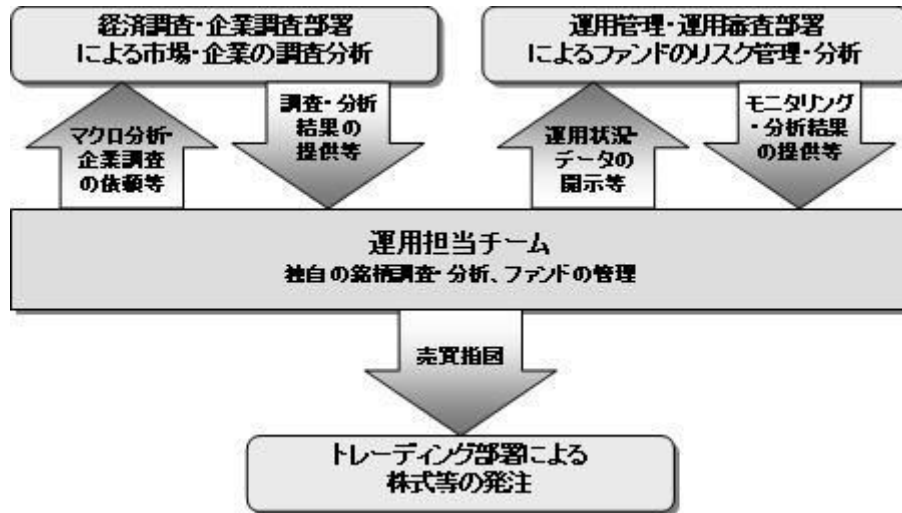 経済調査・企業調査部署
による市場・企業の調査分析
運用管理・運用審査部署
によるファンドのリスク管理・分析
マクロ分析・
企業調査
の依頼等
調査・分析
結果の
提供等
運用状況・
データの
開示等
モニタリング
・分析結果
の提供等
運用担当チーム
独自の銘柄調査・分析、ファンドの管理
売買指図
トレーディング部署による
株式等の発注